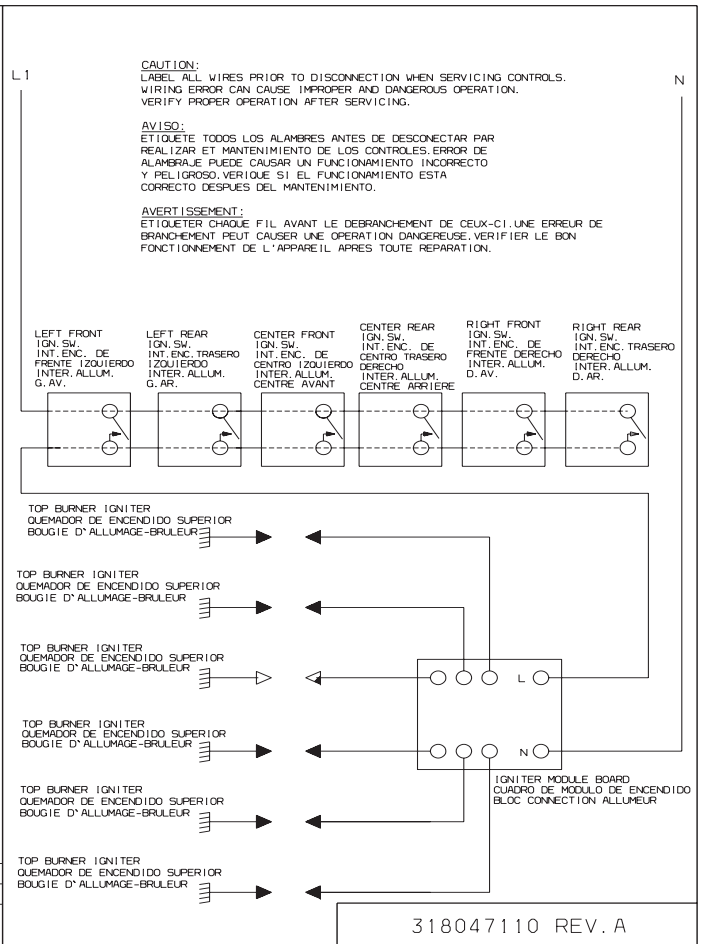 L1
N
CAUTION:
LABEL ALL WIRES PRIOR TO DISCONNECTION WHEN SERVICING CONTROLS.
WIRING ERROR CAN CAUSE IMPROPER AND DANGEROUS OPERATION.
VERIFY PROPER OPERATION AFTER SERVICING.
AVISO:
ETIQUETE TODOS LOS ALAMBRES ANTES DE DESCONECTAR PAR
REALIZAR ET MANTENIMIENTO DE LOS CONTROLES.ERROR DE
ALAMBRAJE PUEDE CAUSAR UN FUNCIONAMIENTO INCORRECTO
Y PELIGROSO.VERIQUE SI EL FUNCIONAMIENTO ESTA
CORRECTO DESPUES DEL MANTENIMIENTO.
AVERTISSEMENT:
ETIQUETER CHAQUE FIL AVANT LE DEBRANCHEMENT DE CEUX-CI.UNE ERREUR DE
BRANCHEMENT PEUT CAUSER UNE OPERATION DANGEREUSE.VERIFIER LE BON
FONCTIONNEMENT DE L'APPAREIL APRES TOUTE REPARATION.
LEFT FRONT
IGN.SW.
INT.ENC. DE
FRENTE IZQUIERDO
INTER.ALLUM.
G.AV.
LEFT REAR
IGN.SW.
INT.ENC.TRASERO
IZQUIERDO
INTER.ALLUM.
G.AR.
CENTER FRONT
IGN.SW.
INT.ENC. DE
CENTRO IZQUIERDO
INTER.ALLUM.
CENTRE AVANT
CENTER REAR
IGN.SW.
INT.ENC. DE
CENTRO TRASERO
DERECHO
INTER.ALLUM.
CENTRE ARRIERE
RIGHT FRONT
IGN.SW.
INT.ENC. DE
FRENTE DERECHO
INTER.ALLUM.
D.AV.
RIGHT REAR
IGN.SW.
INT.ENC.TRASERO
DERECHO
INTER.ALLUM.
D.AR.
TOP BURNER IGNITER
QUEMADOR DE ENCENDIDO SUPERIOR
BOUGIE D`ALLUMAGE-BRULEUR
TOP BURNER IGNITER
QUEMADOR DE ENCENDIDO SUPERIOR
BOUGIE D`ALLUMAGE-BRULEUR
TOP BURNER IGNITER
QUEMADOR DE ENCENDIDO SUPERIOR
BOUGIE D`ALLUMAGE-BRULEUR
L
TOP BURNER IGNITER
QUEMADOR DE ENCENDIDO SUPERIOR
BOUGIE D`ALLUMAGE-BRULEUR
N
IGNITER MODULE BOARD
CUADRO DE MODULO DE ENCENDIDO
BLOC CONNECTION ALLUMEUR
TOP BURNER IGNITER
QUEMADOR DE ENCENDIDO SUPERIOR
BOUGIE D`ALLUMAGE-BRULEUR
TOP BURNER IGNITER
QUEMADOR DE ENCENDIDO SUPERIOR
BOUGIE D`ALLUMAGE-BRULEUR
318047110 REV.A